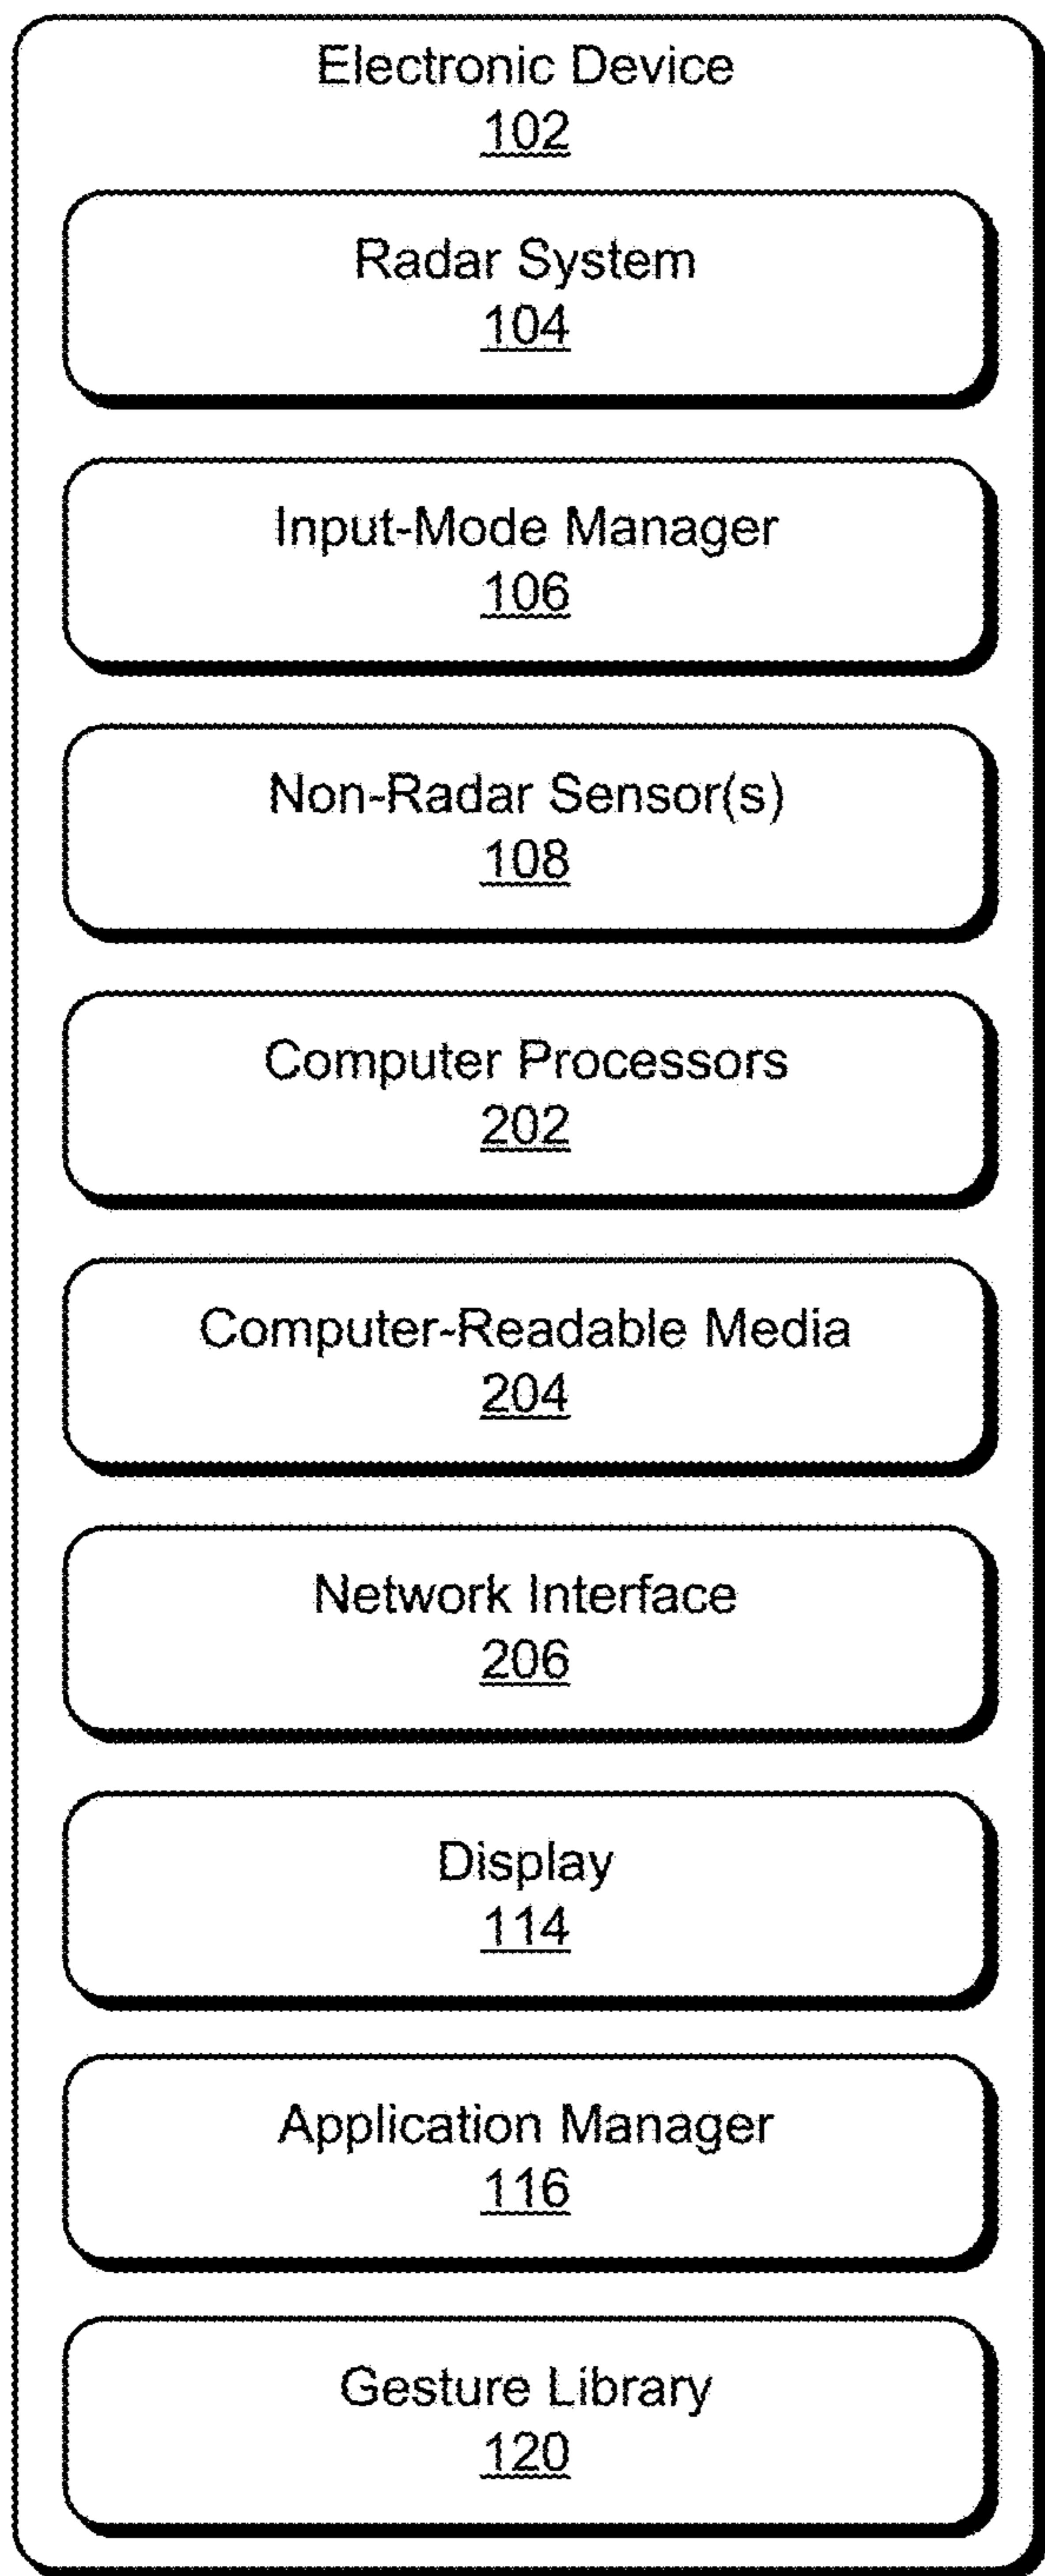 Electronic Device
102
Radar System
104
Input-Mode Manager
106
Non-Radar Sensor(s)
108
Computer Processors
202
Computer-Readable Media
204
Network Interface
206
Display
114
Application Manager
116
Gesture Library
120